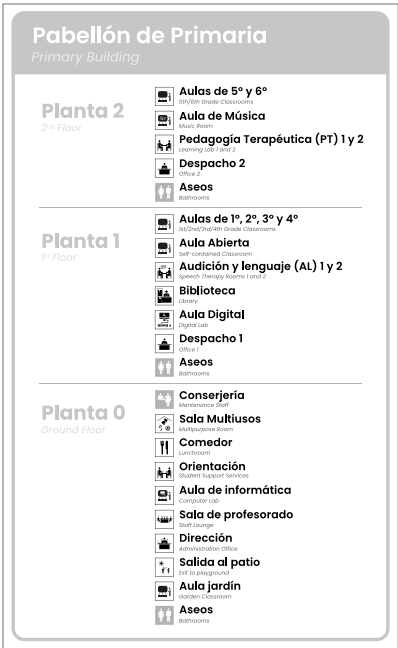 Pabellón de Primaria
Primary Building
Planta 2
2nd Floor
Aulas de 5º y 6º
5th/6th Grade Classrooms
Aula de Música
Music Room
Pedagogía Terapéutica (PT) 1 y 2
Learning Lab 1 and 2
Despacho 2
Office 2
Aseos
Bathrooms
Planta 1
1st Floor
Aulas de 1º, 2º, 3º y 4º
1st/2nd/3rd/4th Grade Classrooms
Aula Abierta
Self-contained Classroom
Audición y lenguaje (AL) 1 y 2
Speech Therapy Rooms 1 and 2
Biblioteca
Library
Aula Digital
Digital Lab
Despacho 1
Office 1
Aseos
Bathrooms
Planta 0
Ground Floor
Conserjería
Maintenance Staff
Sala Multiusos
Multipurpose Room
Comedor
Lunchroom
Orientación
Student Support Services
Aula de informática
Computer Lab
Sala de profesorado
Staff Lounge
Dirección
Administration Office
Salida al patio
Exit to playground
Aula jardín
Garden Classroom
Aseos
Bathrooms